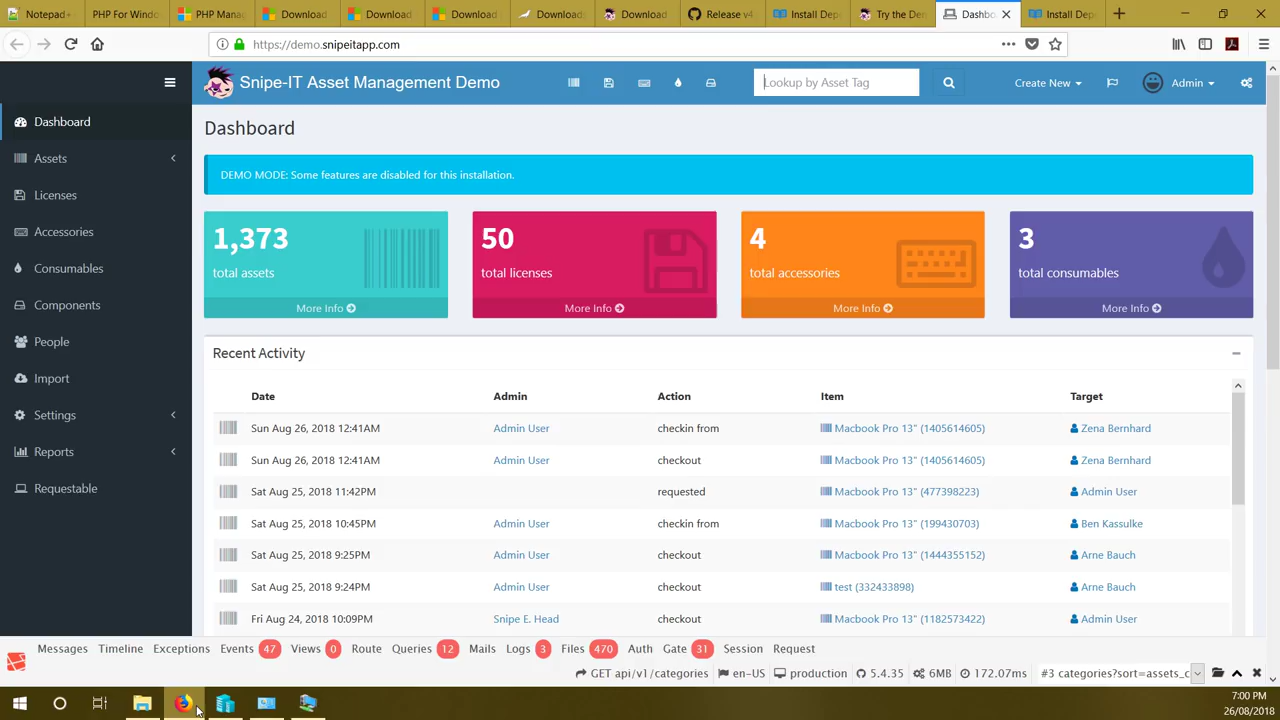 Notepad+
PHP For Windo
PHP Mana
Download
Download
Download
Downloads
Download
Release v4
Install Dep
Try the De
Dashbo
Install Dep
https://demo.snipeitapp.com
Snipe-IT Asset Management Demo
Lookup by Asset Tag
Create New
Admin
Dashboard
Assets
Licenses
Accessories
Consumables
Components
People
Import
Settings
Reports
Requestable
Dashboard
DEMO MODE: Some features are disabled for this installation.
1,373
total assets
More Info
50
total licenses
More Info
4
total accessories
More Info
3
total consumables
More Info
Recent Activity
Date Admin Action Item Target
Sun Aug 26, 2018 12:41AM Admin User checkin from Macbook Pro 13" (1405614605) Zena Bernhard
Sun Aug 26, 2018 12:41AM Admin User checkout Macbook Pro 13" (1405614605) Zena Bernhard
Sat Aug 25, 2018 11:42PM requested Macbook Pro 13" (477398223) Admin User
Sat Aug 25, 2018 10:45PM Admin User checkin from Macbook Pro 13" (199430703) Ben Kassulke
Sat Aug 25, 2018 9:25PM Admin User checkout Macbook Pro 13" (1444355152) Arne Bauch
Sat Aug 25, 2018 9:24PM Admin User checkout test (332433898) Arne Bauch
Fri Aug 24, 2018 10:09PM Snipe E. Head checkout Macbook Pro 13" (1182573422) Admin User
Messages Timeline Exceptions Events 47 Views 0 Route Queries 12 Mails Logs 3 Files 470 Auth Gate 31 Session Request
GET api/v1/categories en-US production 5.4.35 6MB 172.07ms #3 categories?sort=assets_c
7:00 PM
26/08/2018